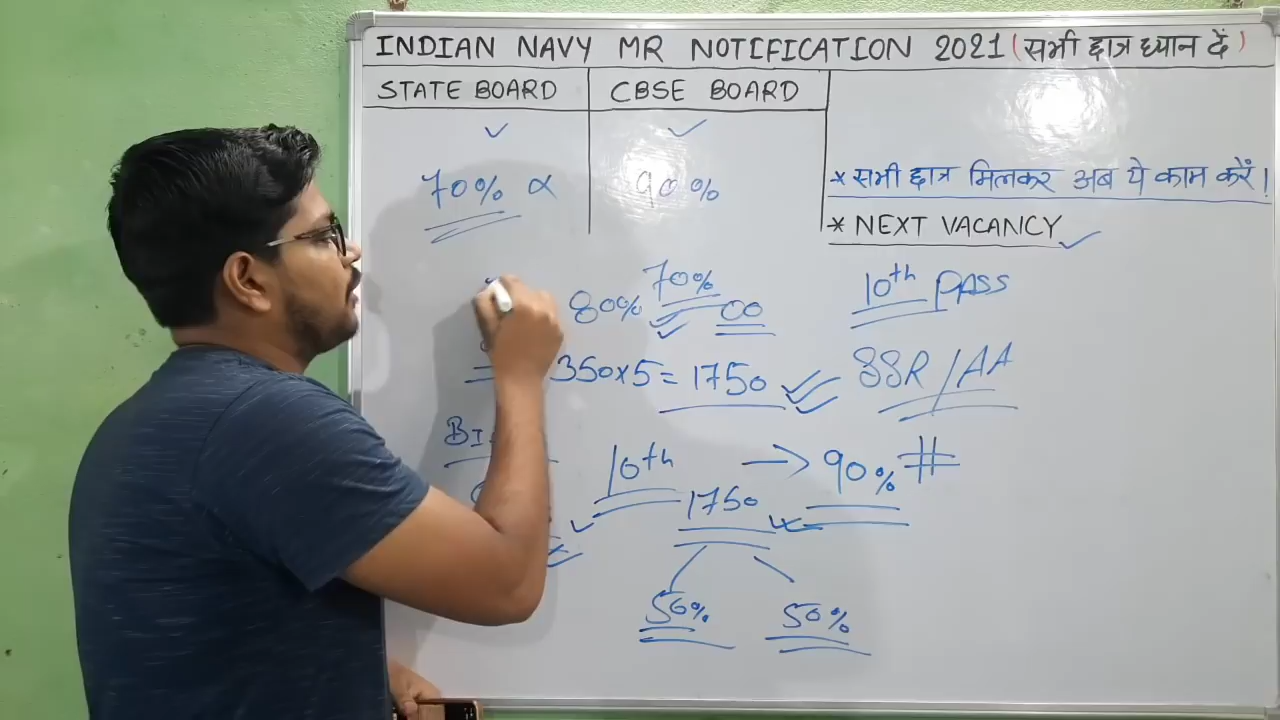 INDIAN NAVY MR NOTIFICATION 2021 (सभी छात्र ध्यान दें)
STATE BOARD CBSE BOARD
70% α 90%
* सभी छात्र मिलकर अब ये काम करें।
* NEXT VACANCY
70%
80% 00
10th PASS
350x5 = 1750
SSR/AA
10th → 90% #
1750
50% 50%